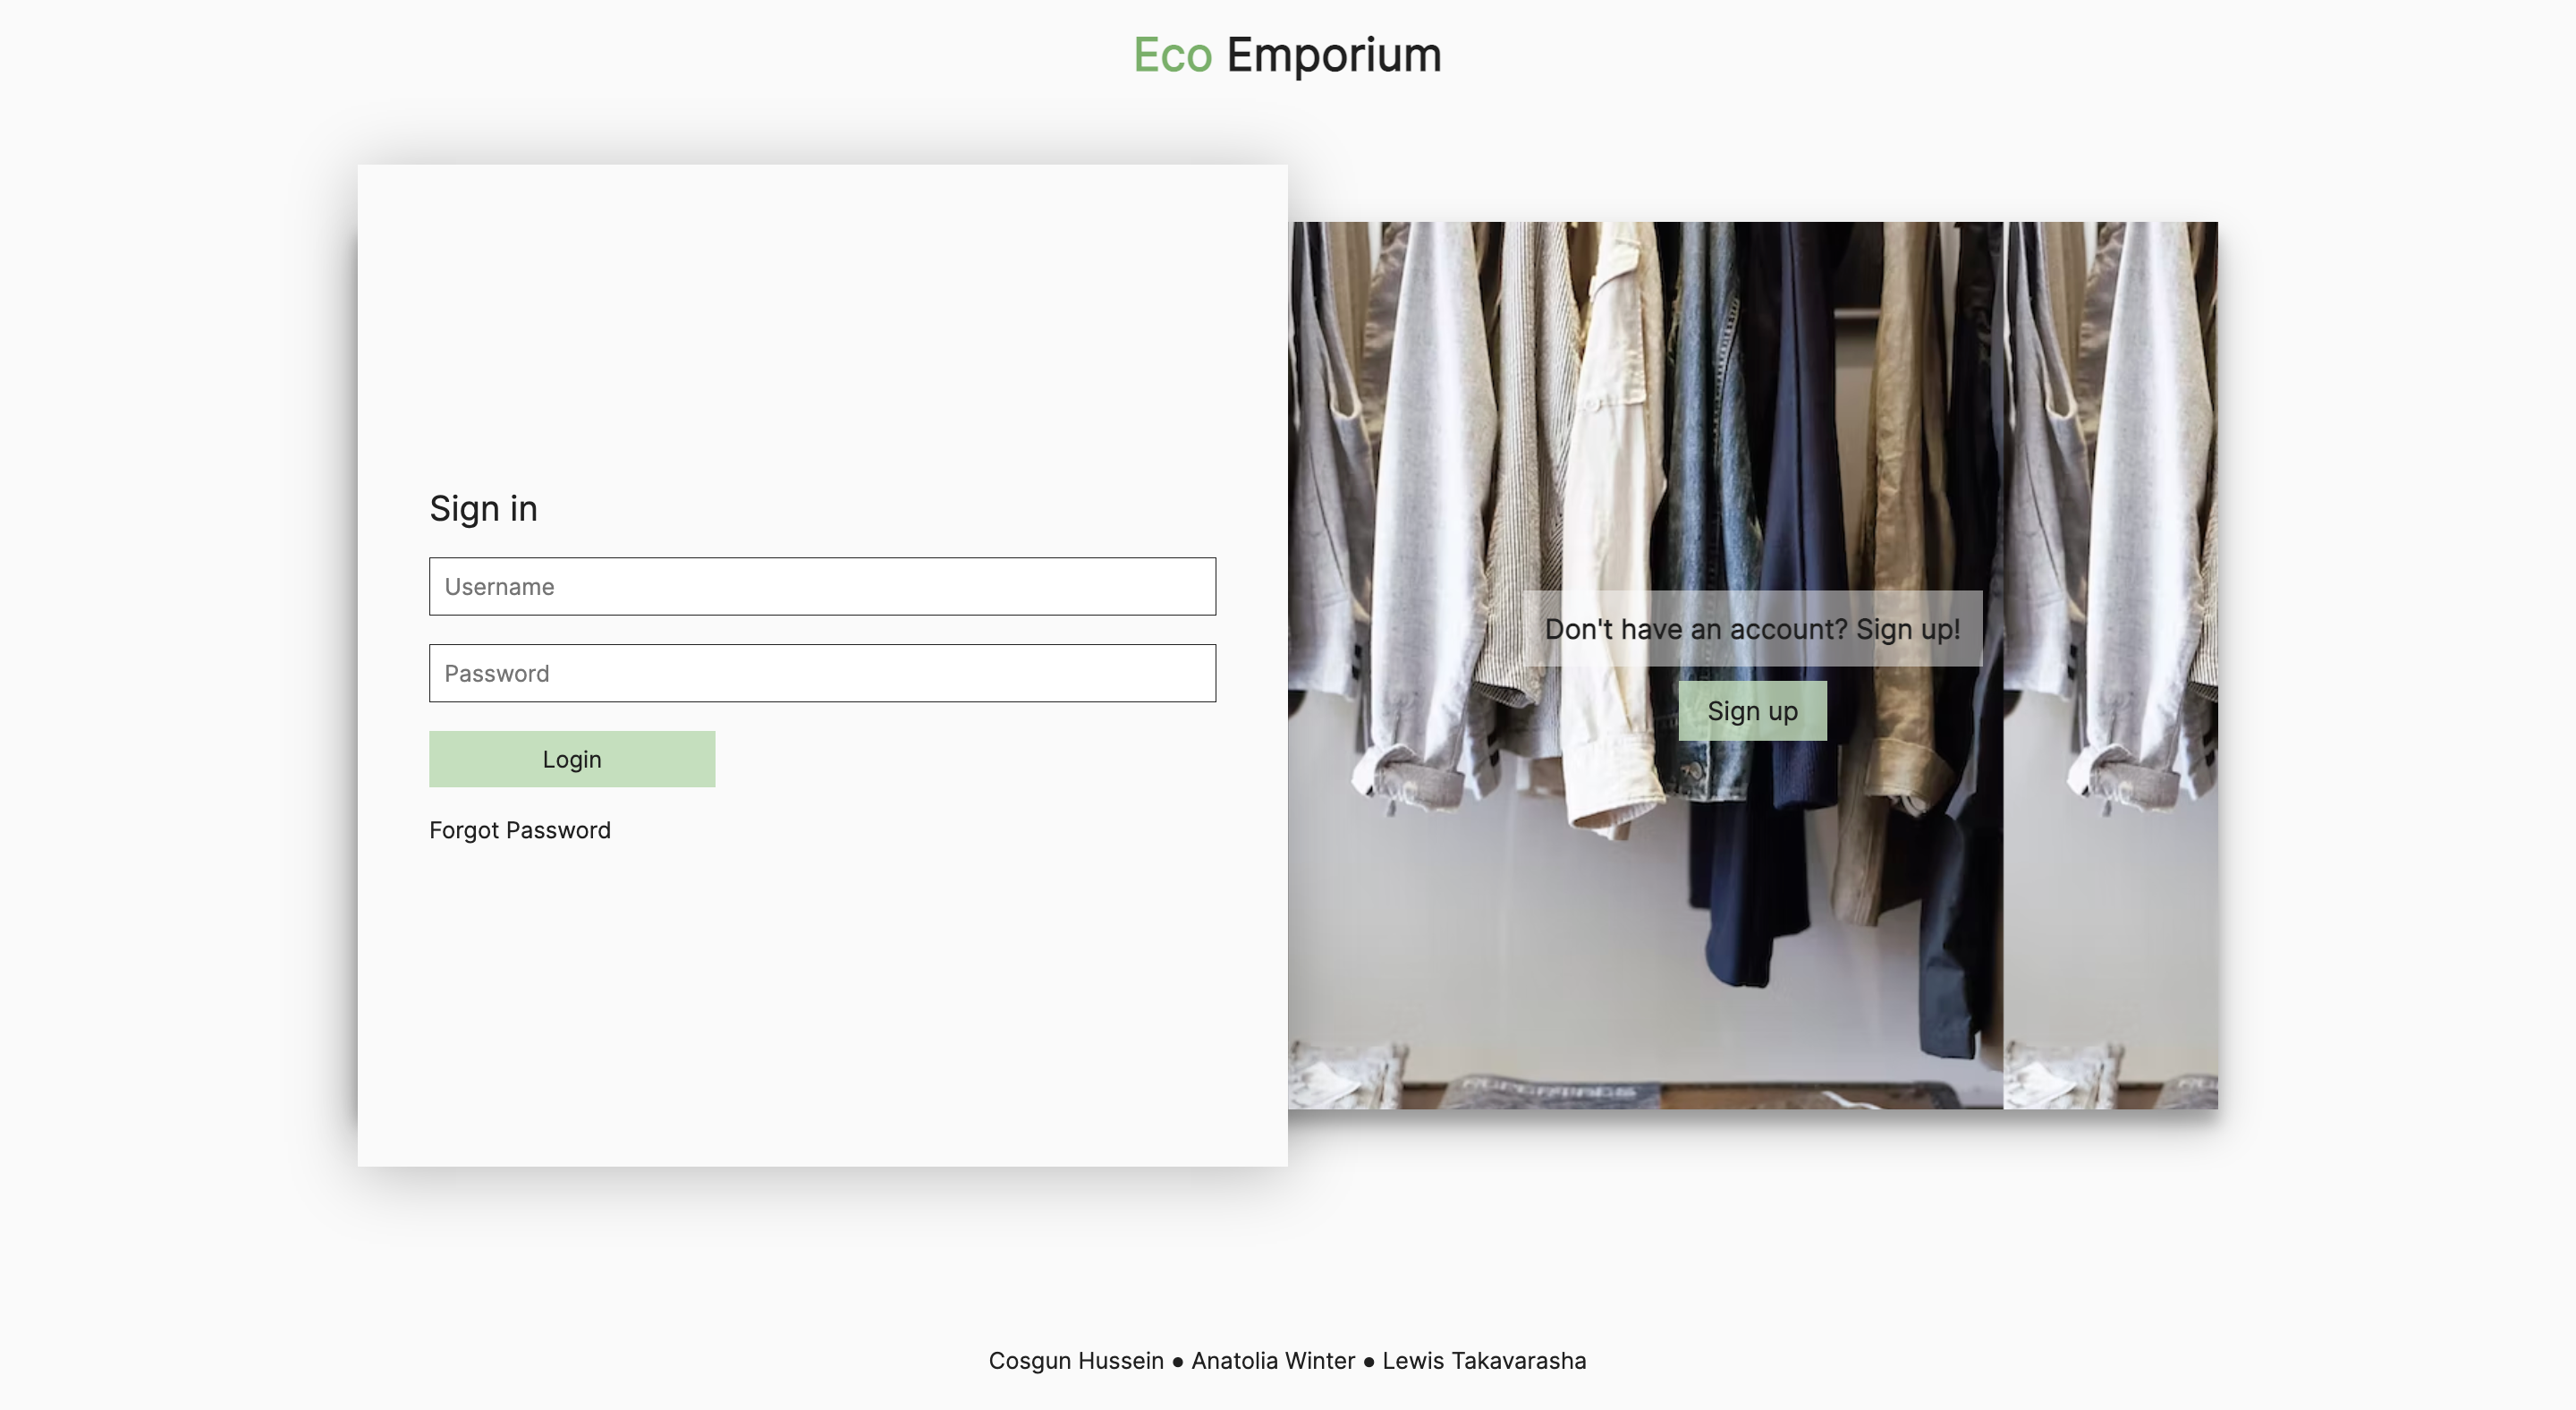 Eco Emporium
Sign in
Username
Password
Login
Forgot Password
Don't have an account? Sign up!
Sign up
Cosgun Hussein ● Anatolia Winter ● Lewis Takavarasha